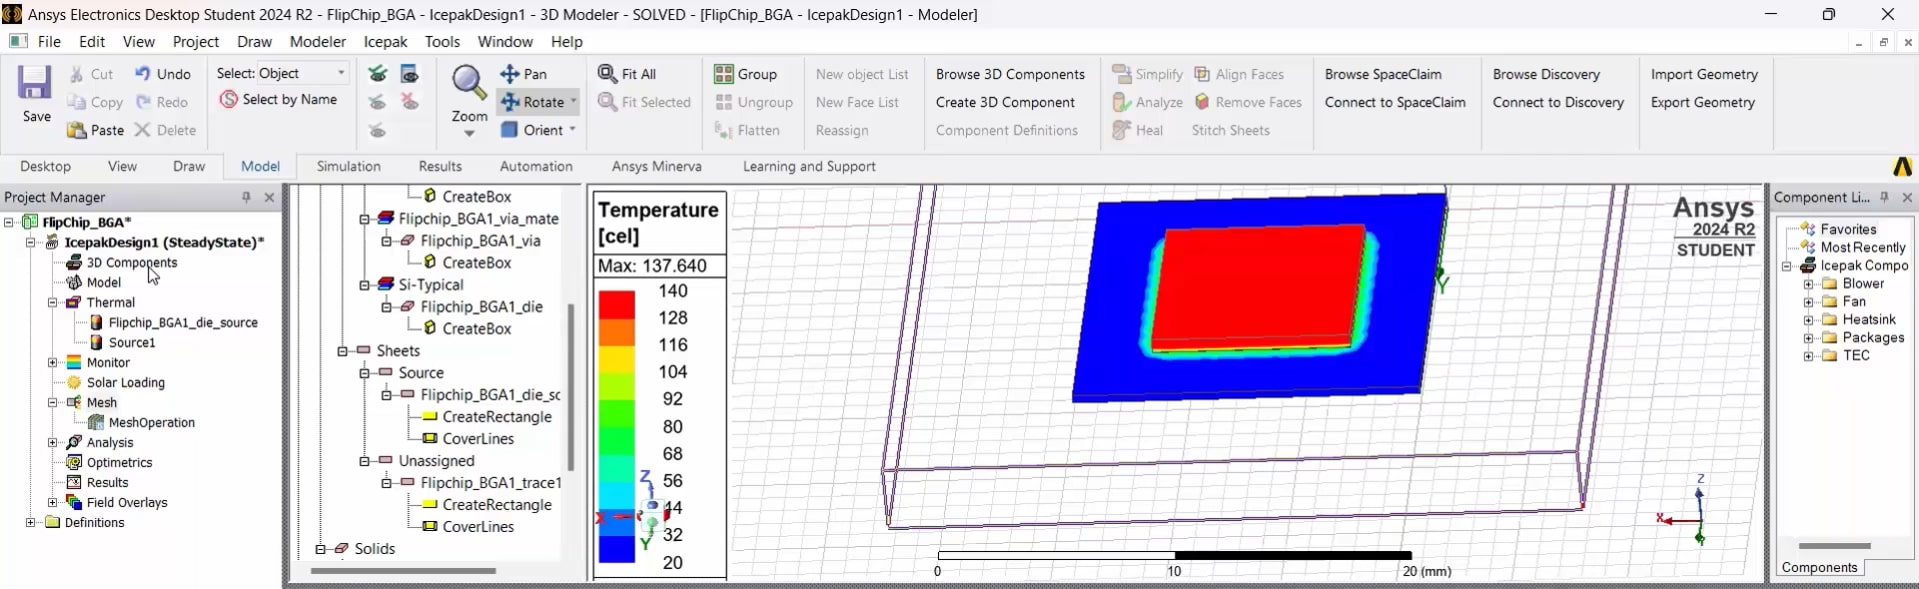 Ansys Electronics Desktop Student 2024 R2 - FlipChip_BGA - IcepakDesign1 - 3D Modeler - SOLVED - [FlipChip_BGA - IcepakDesign1 - Modeler]
File Edit View Project Draw Modeler Icepak Tools Window Help
Save
Cut
Copy
Paste
Undo
Redo
Delete
Select: Object
Select by Name
Zoom
Pan
Rotate
Orient
Fit All
Fit Selected
Group
Ungroup
Flatten
New object List
New Face List
Reassign
Browse 3D Components
Create 3D Component
Component Definitions
Simplify
Analyze
Heal
Align Faces
Remove Faces
Stitch Sheets
Browse SpaceClaim
Connect to SpaceClaim
Browse Discovery
Connect to Discovery
Import Geometry
Export Geometry
Desktop View Draw Model Simulation Results Automation Ansys Minerva Learning and Support
Project Manager
FlipChip_BGA*
IcepakDesign1 (SteadyState)*
3D Components
Model
Thermal
Flipchip_BGA1_die_source
Source1
Monitor
Solar Loading
Mesh
MeshOperation
Analysis
Optimetrics
Results
Field Overlays
Definitions
CreateBox
Flipchip_BGA1_via_mate
Flipchip_BGA1_via
CreateBox
Si-Typical
Flipchip_BGA1_die
CreateBox
Sheets
Source
Flipchip_BGA1_die_sc
CreateRectangle
CoverLines
Unassigned
Flipchip_BGA1_trace1
CreateRectangle
CoverLines
Solids
Temperature
[cel]
Max: 137.640
140
128
116
104
92
80
68
56
44
32
20
Z
X
Y
Y
Ansys
2024 R2
STUDENT
Z
X
0 10 20 (mm)
Component Li...
Favorites
Most Recently
Icepak Compo
Blower
Fan
Heatsink
Packages
TEC
Components